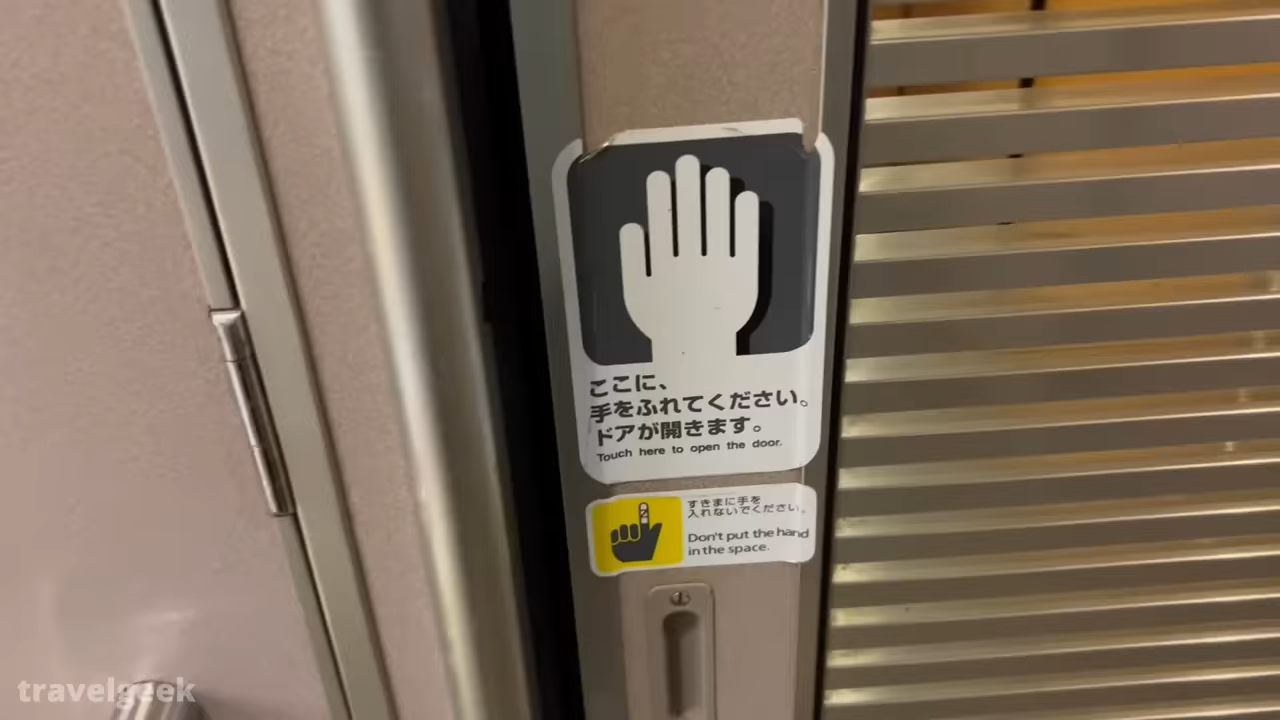 ここに、
手をふれてください。
ドアが開きます。
Touch here to open the door.
すきまに手を
入れないでください。
Don't put the hand
in the space.
travelgeek